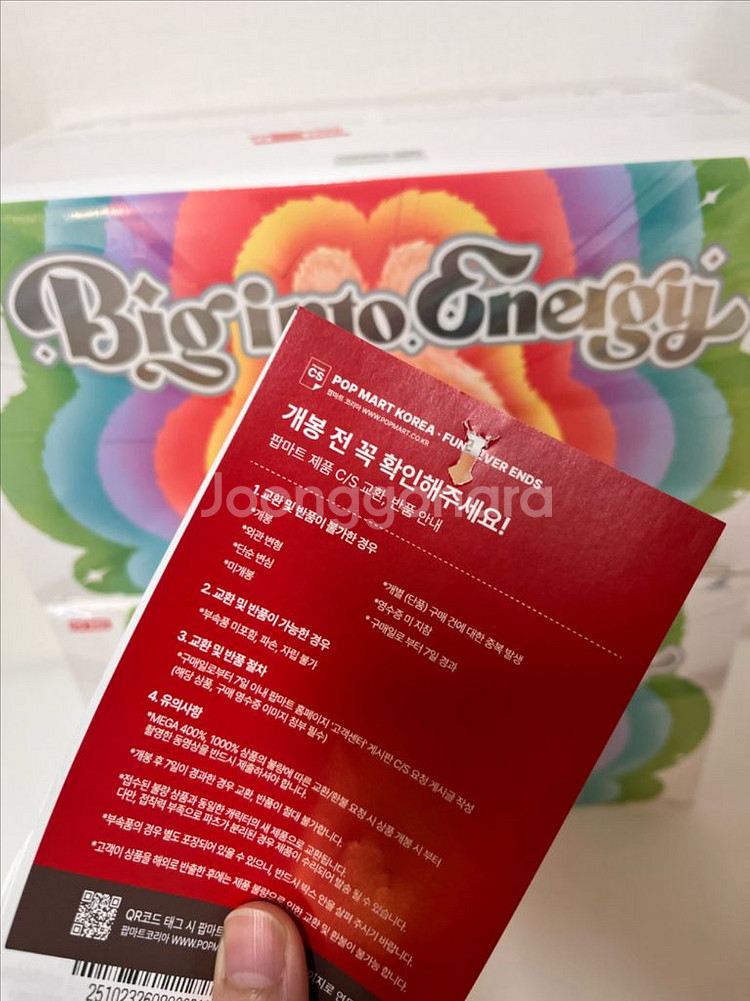 Big into Energy
CS POP MART KOREA · FUN NEVER ENDS
팝마트 코리아 WWW.POPMART.CO.KR
개봉 전 꼭 확인해주세요!
팝마트 제품 C/S 교환 반품 안내
Joonggonara
1. 교환 및 반품이 불가한 경우
*개봉
*외관 변형
*단순 변심
*미개봉
*개별 (단품) 구매 건에 대한 중복 발생
*영수증 미 지참
*구매일로 부터 7일 경과
2. 교환 및 반품이 가능한 경우
*부속품 미포함, 파손, 자립 불가
3. 교환 및 반품 절차
*구매일로부터 7일 이내 팝마트 홈페이지 '고객센터' 게시판 C/S 요청 게시글 작성
(해당 상품, 구매 영수증 이미지 첨부 필수)
4. 유의사항
*MEGA 400%, 1000% 상품의 불량에 따른 교환/환불 요청 시 상품 개봉 시 부터
촬영한 동영상을 반드시 제출하셔야 합니다.
*개봉 후 7일이 경과한 경우 교환, 반품이 절대 불가합니다.
*접수된 불량 상품과 동일한 캐릭터의 새 제품으로 교환됩니다.
다만, 접착력 부족으로 파츠가 분리된 경우 제품이 수리되어 발송 될 수 있습니다.
*부속품의 경우 별도 포장되어 있을 수 있으니, 반드시 박스 안을 살펴 주시기 바랍니다.
*고객이 상품을 해외로 반출한 후에는 제품 불량으로 인한 교환 및 환불이 불가능 합니다.
QR코드 태그 시 팝마트
팝마트코리아 WWW.POPM